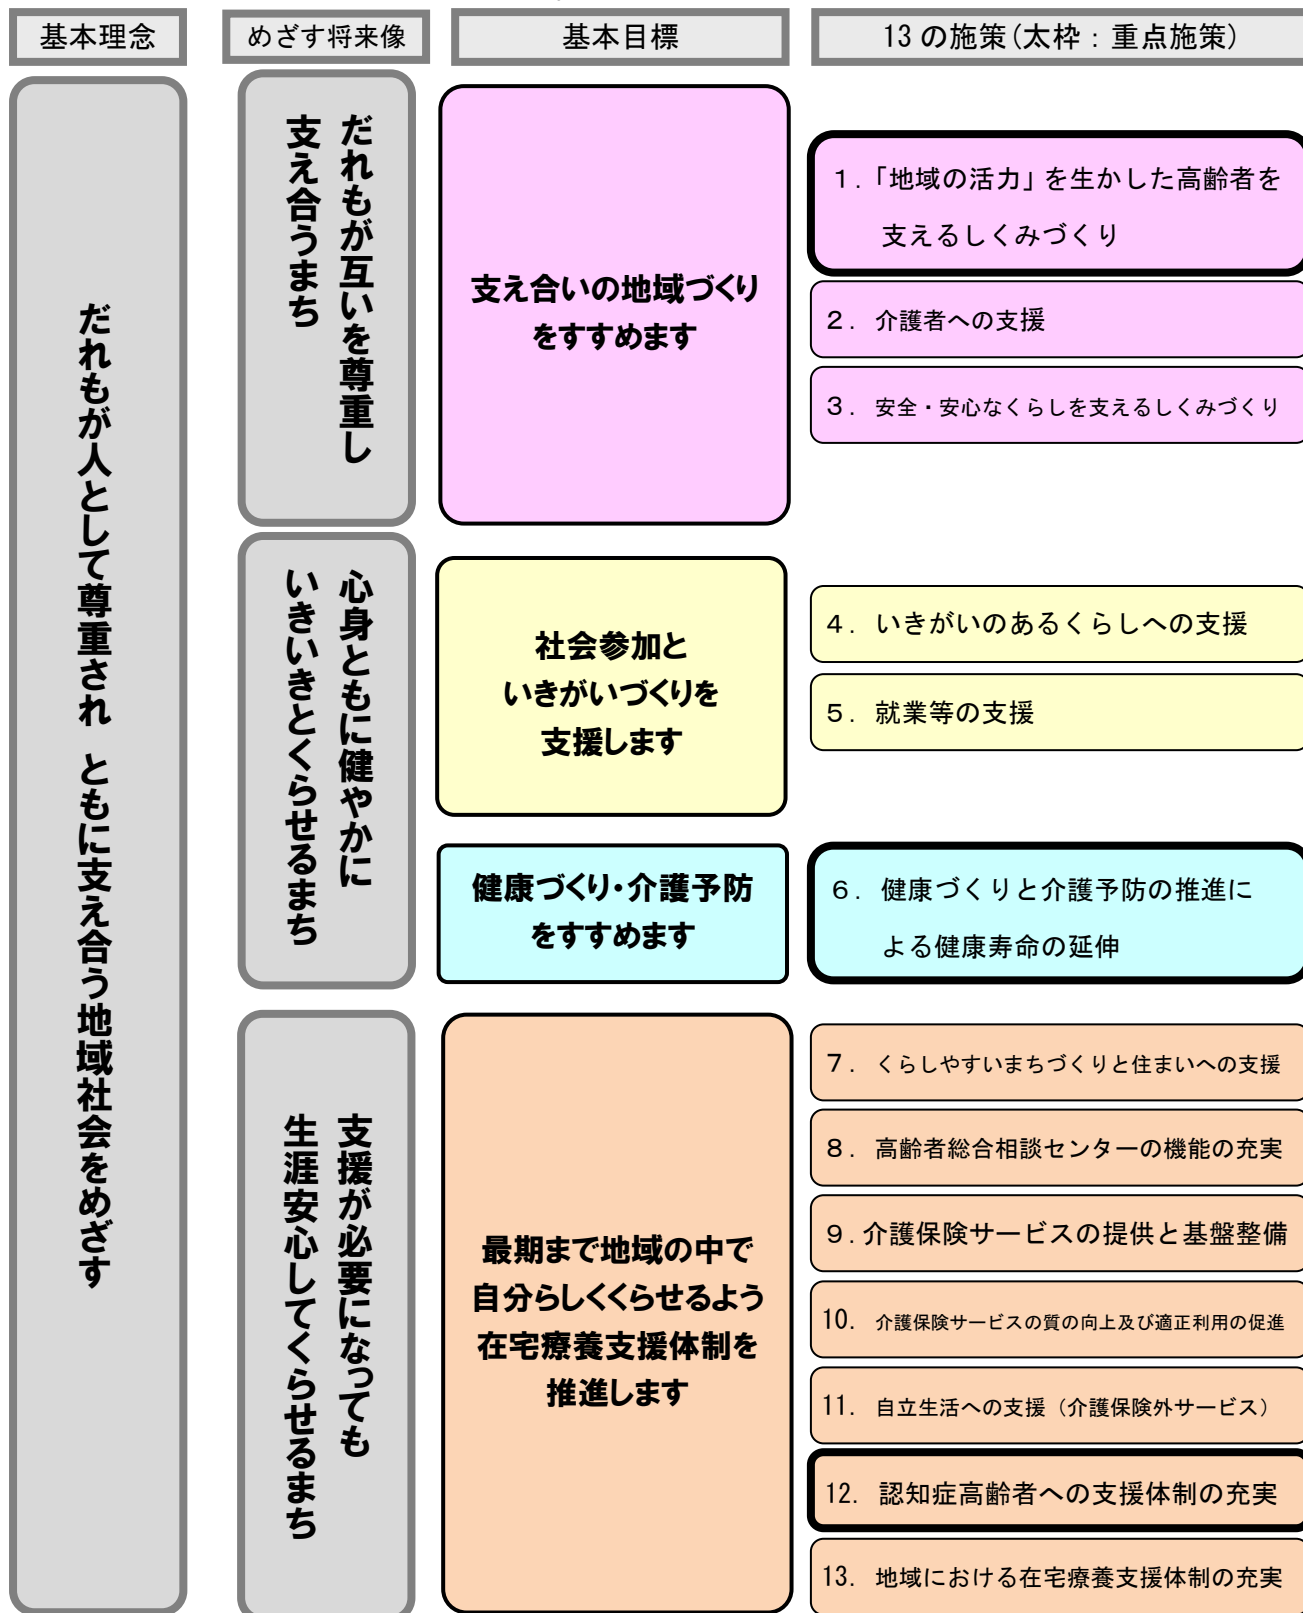 基本理念
めざす将来像
基本目標
13の施策(太枠：重点施策)
だれもが人として尊重され ともに支え合う地域社会をめざす
だれもが互いを尊重し
支え合うまち
支え合いの地域づくり
をすすめます
１.「地域の活力」を生かした高齢者を
支えるしくみづくり
２. 介護者への支援
３. 安全・安心なくらしを支えるしくみづくり
心身ともに健やかに
いきいきとくらせるまち
社会参加と
いきがいづくりを
支援します
４. いきがいのあるくらしへの支援
５. 就業等の支援
健康づくり・介護予防
をすすめます
６. 健康づくりと介護予防の推進に
よる健康寿命の延伸
支援が必要になっても
生涯安心してくらせるまち
最期まで地域の中で
自分らしくくらせるよう
在宅療養支援体制を
推進します
７. くらしやすいまちづくりと住まいへの支援
８. 高齢者総合相談センターの機能の充実
９. 介護保険サービスの提供と基盤整備
10. 介護保険サービスの質の向上及び適正利用の促進
11. 自立生活への支援（介護保険外サービス）
12. 認知症高齢者への支援体制の充実
13. 地域における在宅療養支援体制の充実